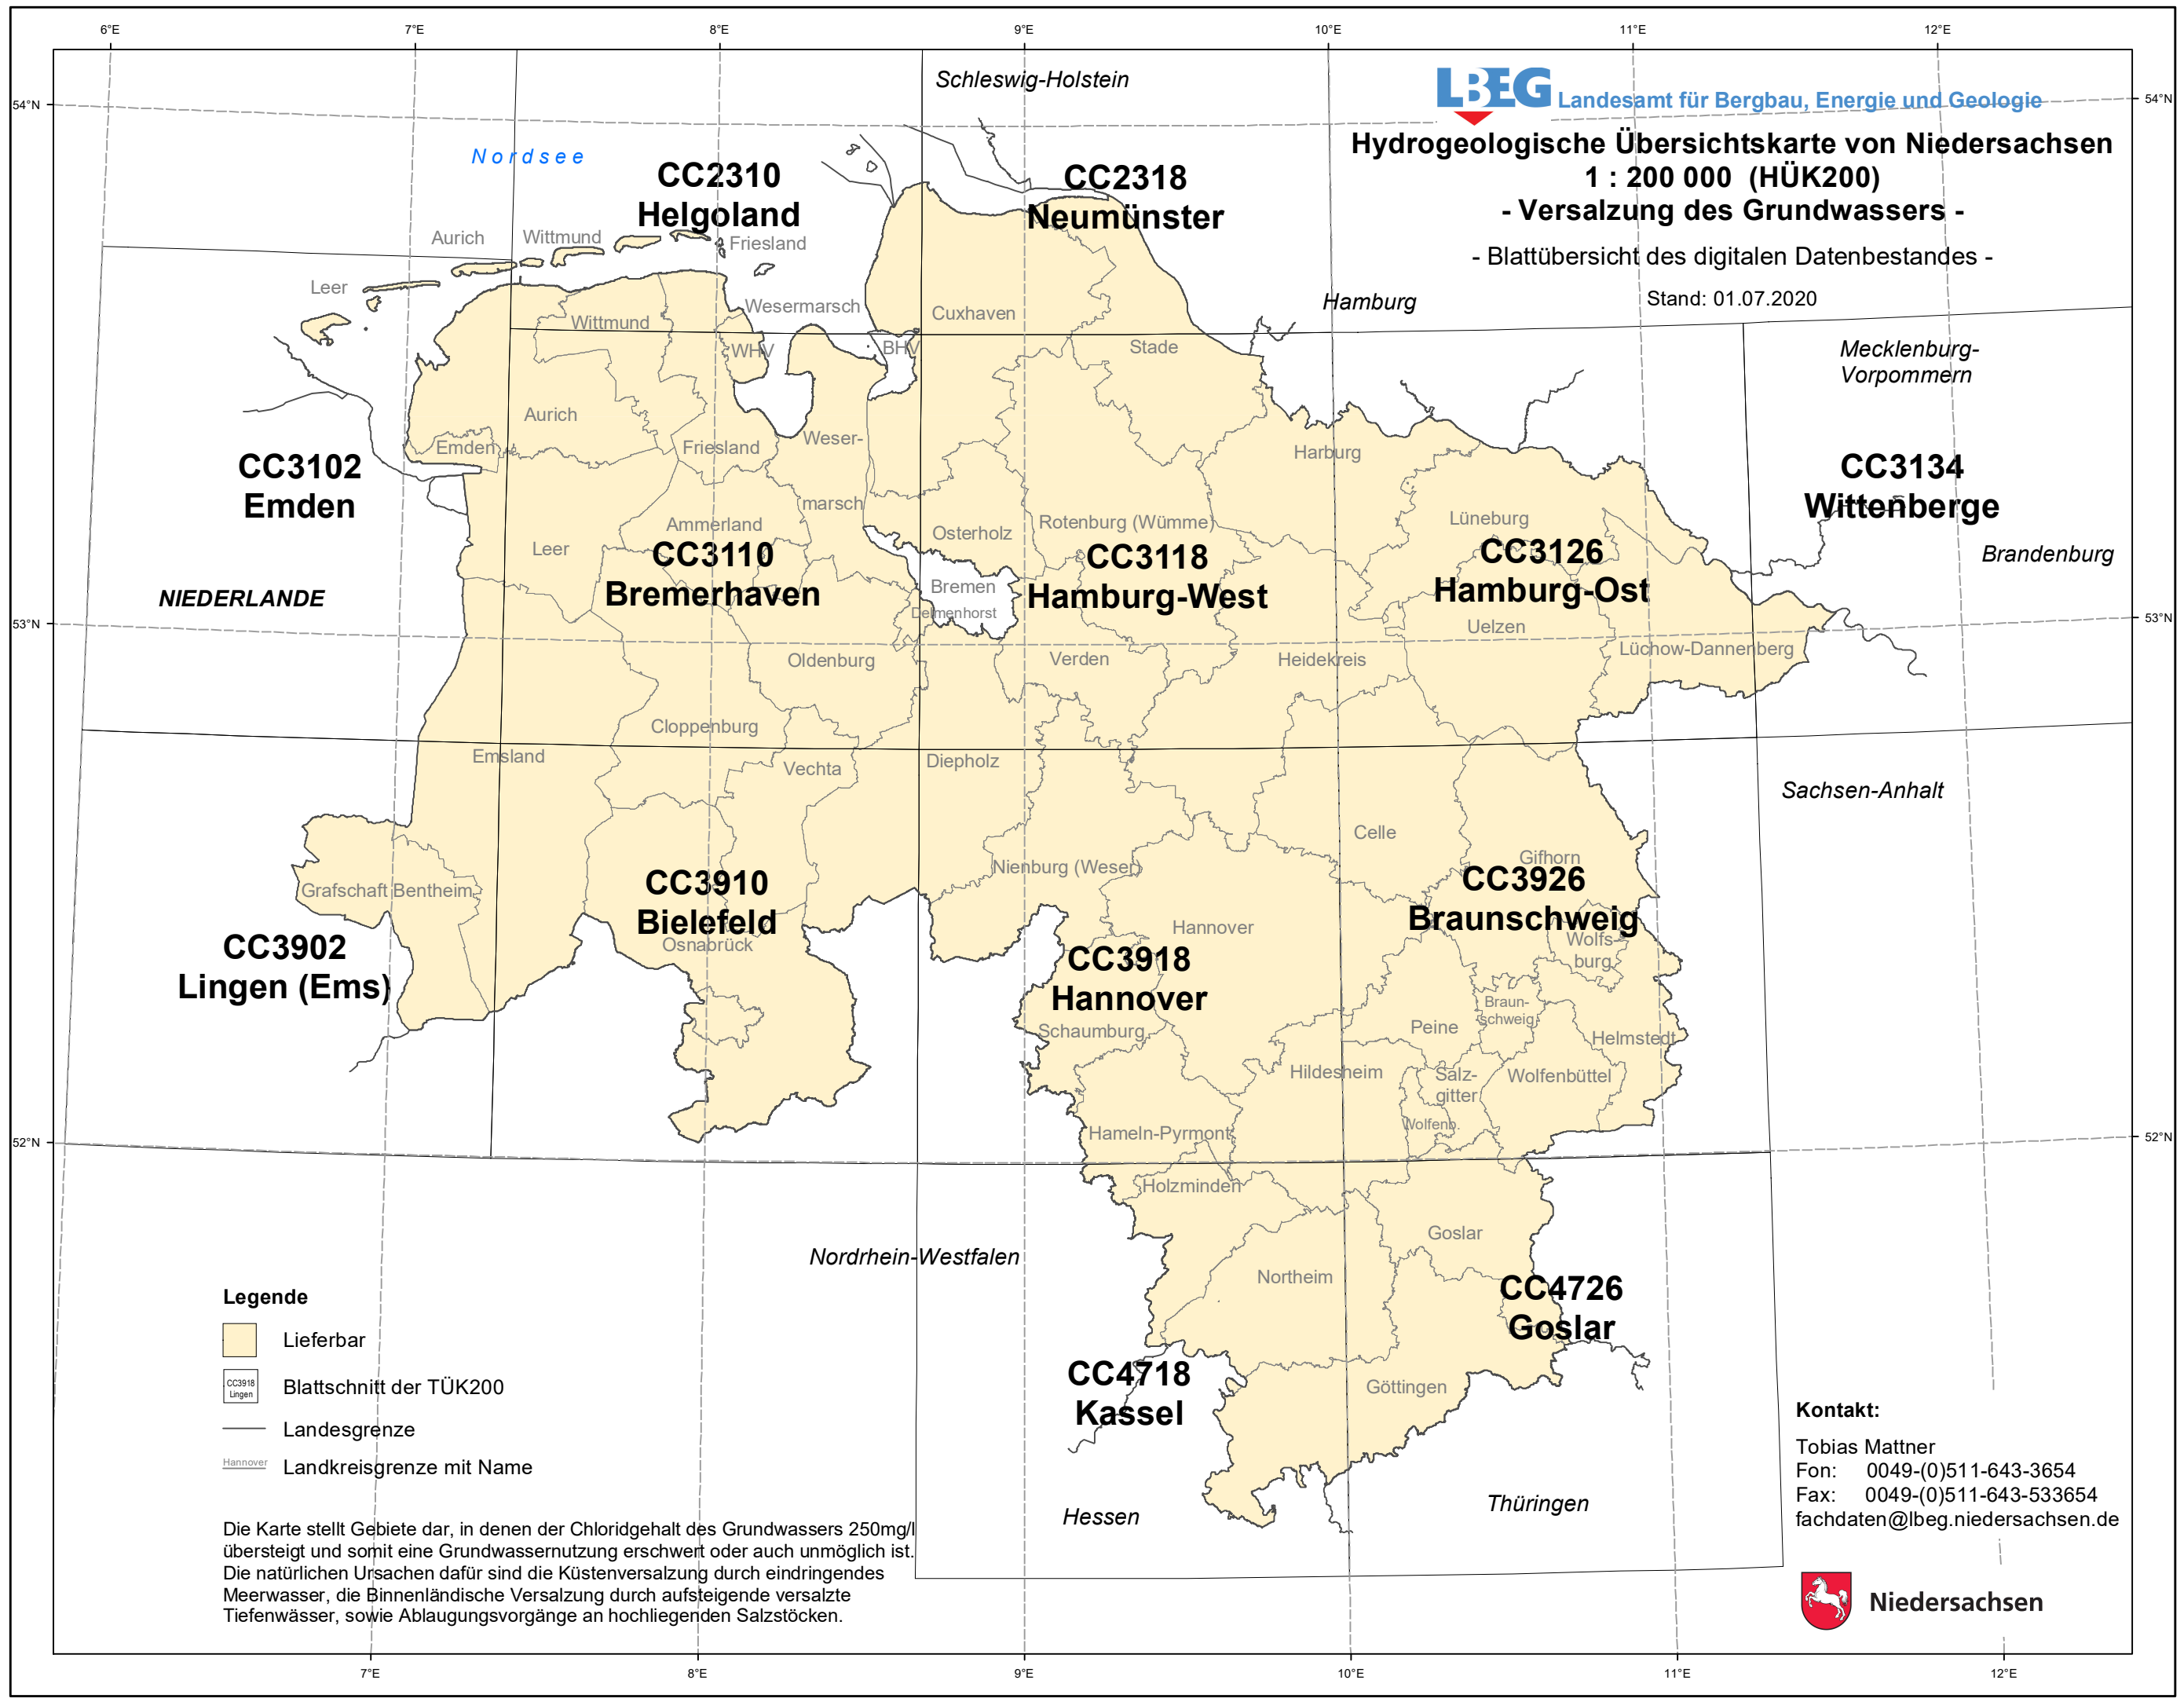 6°E 7°E 8°E 9°E 10°E 11°E 12°E
54°N
54°N
53°N
53°N
52°N
52°N
LBEG Landesamt für Bergbau, Energie und Geologie
Hydrogeologische Übersichtskarte von Niedersachsen
1 : 200 000 (HÜK200)
- Versalzung des Grundwassers -
- Blattübersicht des digitalen Datenbestandes -
Stand: 01.07.2020
Schleswig-Holstein
Nordsee
CC2310
Helgoland
CC2318
Neumünster
Aurich
Wittmund
Friesland
Leer
Wesermarsch
Hamburg
Cuxhaven
Wittmund
WHV
BHV
Stade
Mecklenburg-
Vorpommern
Aurich
Emden
Friesland
Weser-
marsch
Harburg
CC3102
Emden
CC3134
Wittenberge
Ammerland
Osterholz
Rotenburg (Wümme)
Lüneburg
Leer
CC3110
Bremerhaven
CC3118
Hamburg-West
CC3126
Hamburg-Ost
Brandenburg
NIEDERLANDE
Bremen
Delmenhorst
Uelzen
Oldenburg
Verden
Heidekreis
Lüchow-Dannenberg
Cloppenburg
Emsland
Vechta
Diepholz
Sachsen-Anhalt
Celle
Gifhorn
Grafschaft Bentheim
Nienburg (Weser)
CC3910
Bielefeld
Osnabrück
CC3926
Braunschweig
Hannover
Wolfs-
burg
CC3902
Lingen (Ems)
CC3918
Hannover
Schaumburg
Braun-
schweig
Peine
Helmstedt
Hildesheim
Salz-
gitter
Wolfenbüttel
Wolfenb.
Hameln-Pyrmont
Holzminden
Goslar
Nordrhein-Westfalen
Northeim
CC4726
Goslar
CC4718
Kassel
Göttingen
Hessen
Thüringen
Legende
Lieferbar
CC3918
Lingen
Blattschnitt der TÜK200
Landesgrenze
Hannover
Landkreisgrenze mit Name
Die Karte stellt Gebiete dar, in denen der Chloridgehalt des Grundwassers 250mg/l
übersteigt und somit eine Grundwassernutzung erschwert oder auch unmöglich ist.
Die natürlichen Ursachen dafür sind die Küstenversalzung durch eindringendes
Meerwasser, die Binnenländische Versalzung durch aufsteigende versalzte
Tiefenwässer, sowie Ablaugungsvorgänge an hochliegenden Salzstöcken.
Kontakt:
Tobias Mattner
Fon: 0049-(0)511-643-3654
Fax: 0049-(0)511-643-533654
fachdaten@lbeg.niedersachsen.de
Niedersachsen
7°E 8°E 9°E 10°E 11°E 12°E